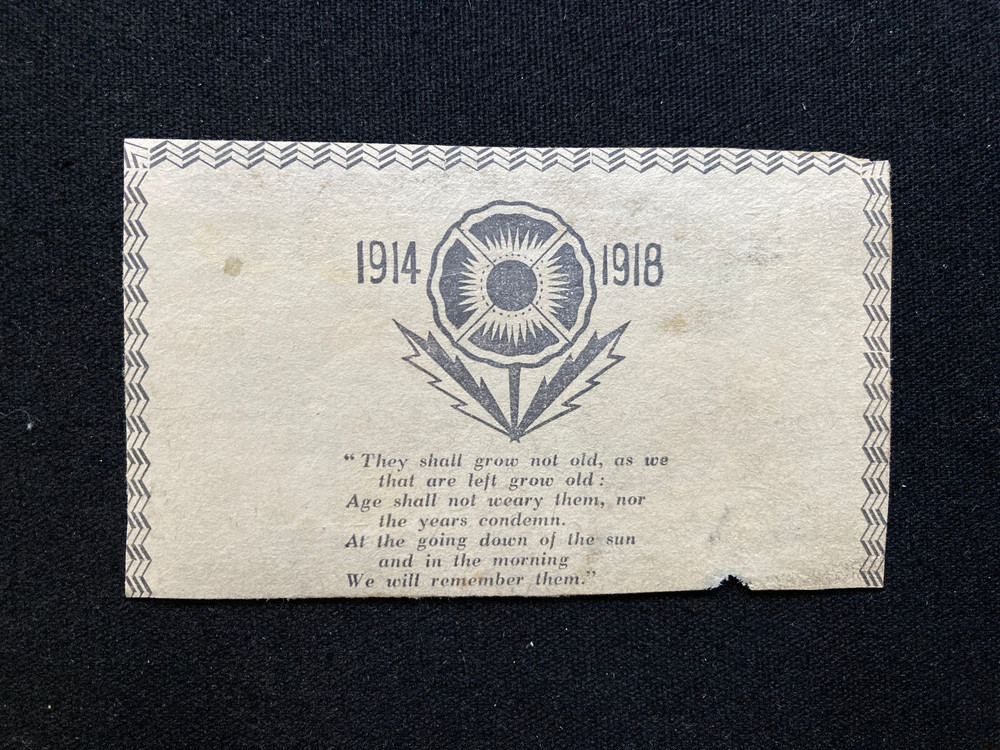 1914 1918
“They shall grow not old, as we
that are left grow old:
Age shall not weary them, nor
the years condemn.
At the going down of the sun
and in the morning
We will remember them.”